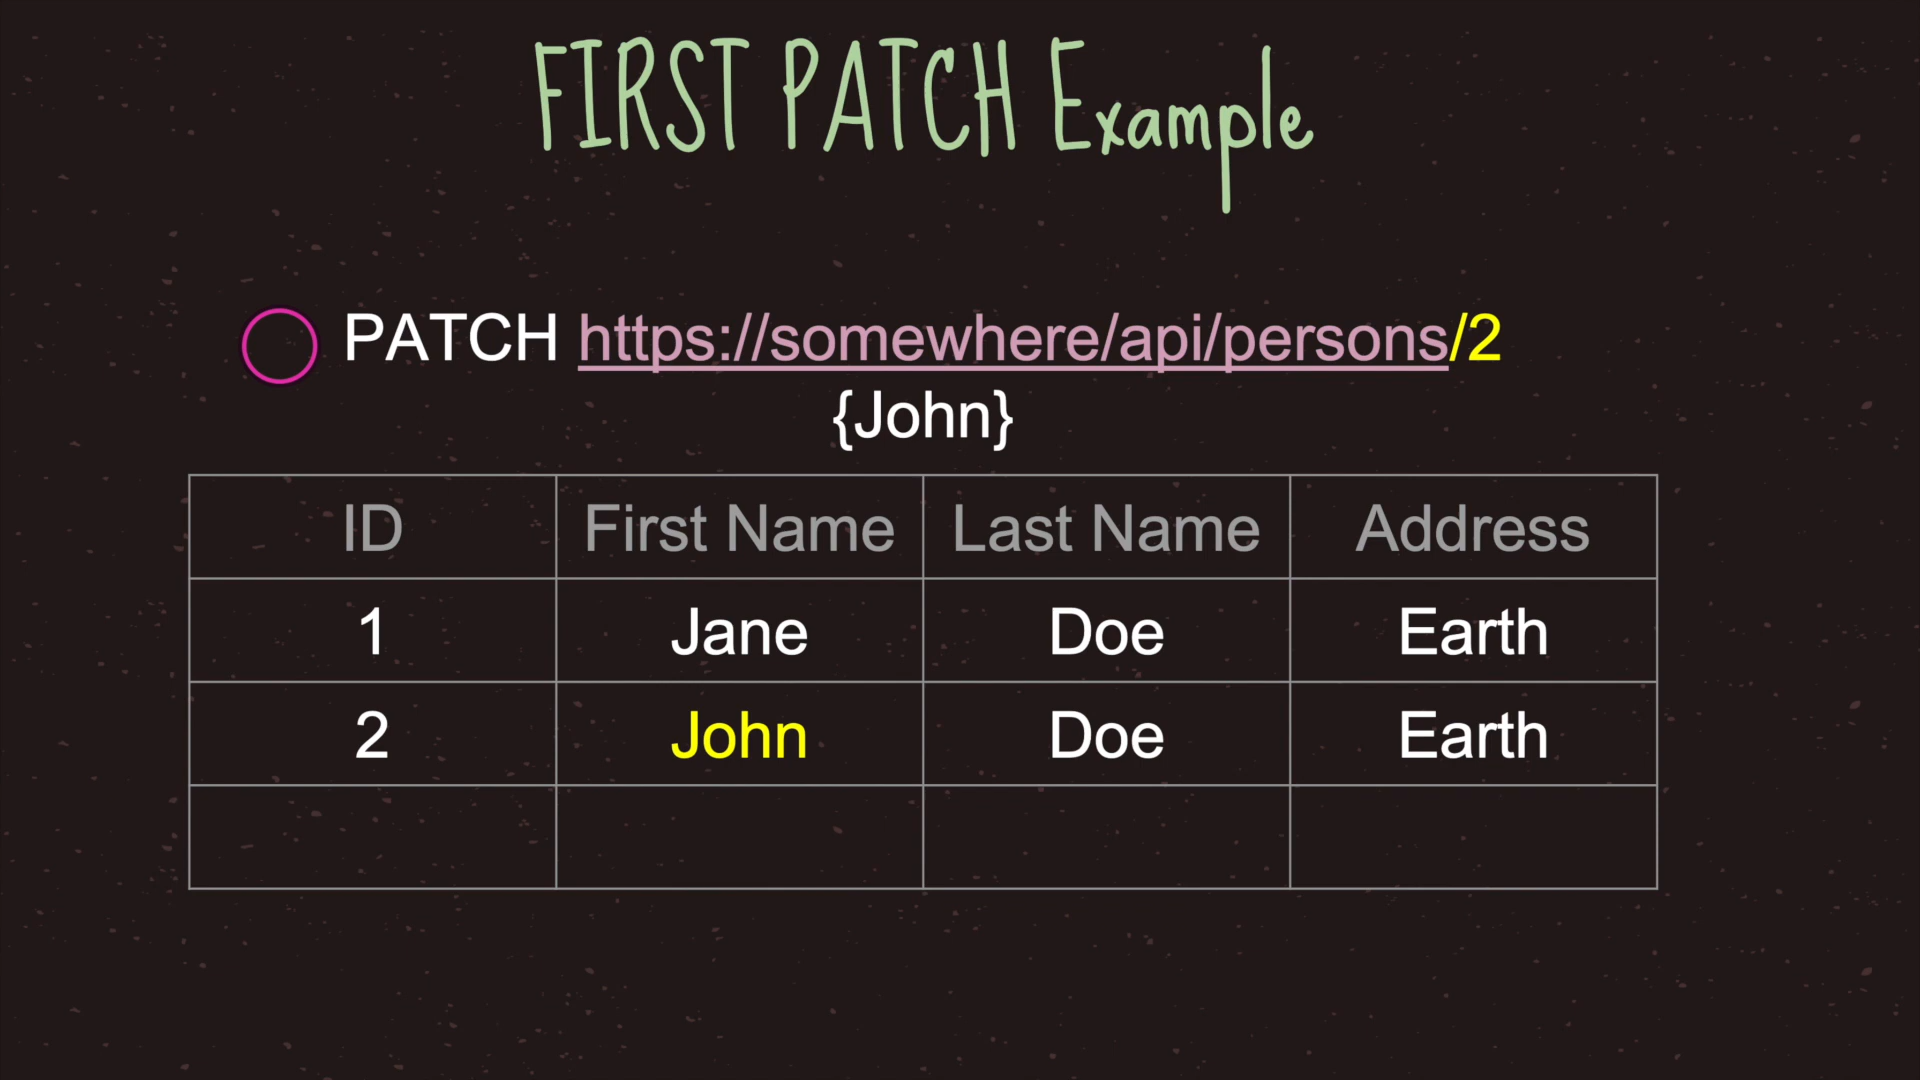 FIRST PATCH Example
PATCH https://somewhere/api/persons/2
{John}
ID First Name Last Name Address
1 Jane Doe Earth
2 John Doe Earth